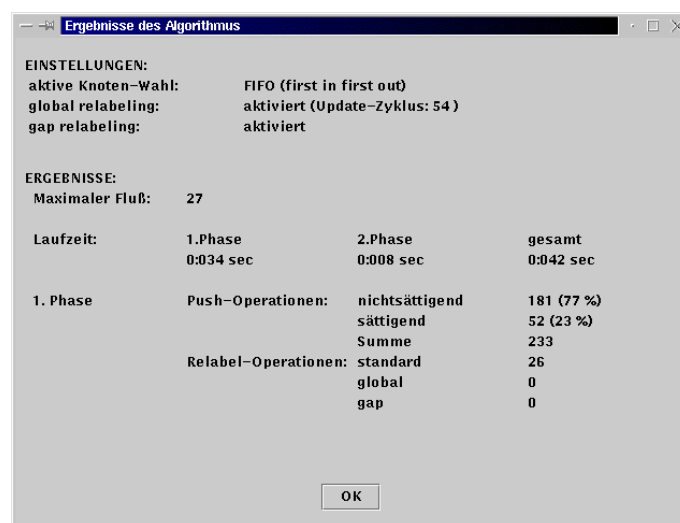 Ergebnisse des Algorithmus
EINSTELLUNGEN:
aktive Knoten-Wahl: FIFO (first in first out)
global relabeling: aktiviert (Update-Zyklus: 54 )
gap relabeling: aktiviert
ERGEBNISSE:
Maximaler Fluß: 27
Laufzeit: 1.Phase 2.Phase gesamt
0:034 sec 0:008 sec 0:042 sec
1. Phase Push-Operationen: nichtsättigend 181 (77 %)
sättigend 52 (23 %)
Summe 233
Relabel-Operationen: standard 26
global 0
gap 0
OK